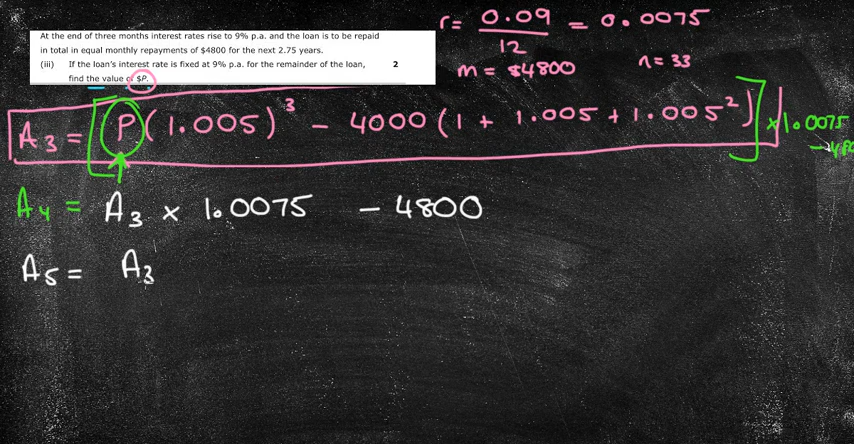 At the end of three months interest rates rise to 9% p.a. and the loan is to be repaid
in total in equal monthly repayments of $4800 for the next 2.75 years.
(iii) If the loan's interest rate is fixed at 9% p.a. for the remainder of the loan, 2
find the value of $P.
r = 0.09/12 = 0.0075
m = $4800 n = 33
A₃ = [P(1.005)³ - 4000(1 + 1.005 + 1.005²)] × 1.0075
A₄ = A₃ × 1.0075 - 4800
A₅ = A₃